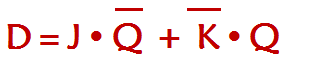 D = J • Q̅ + K̅ • Q